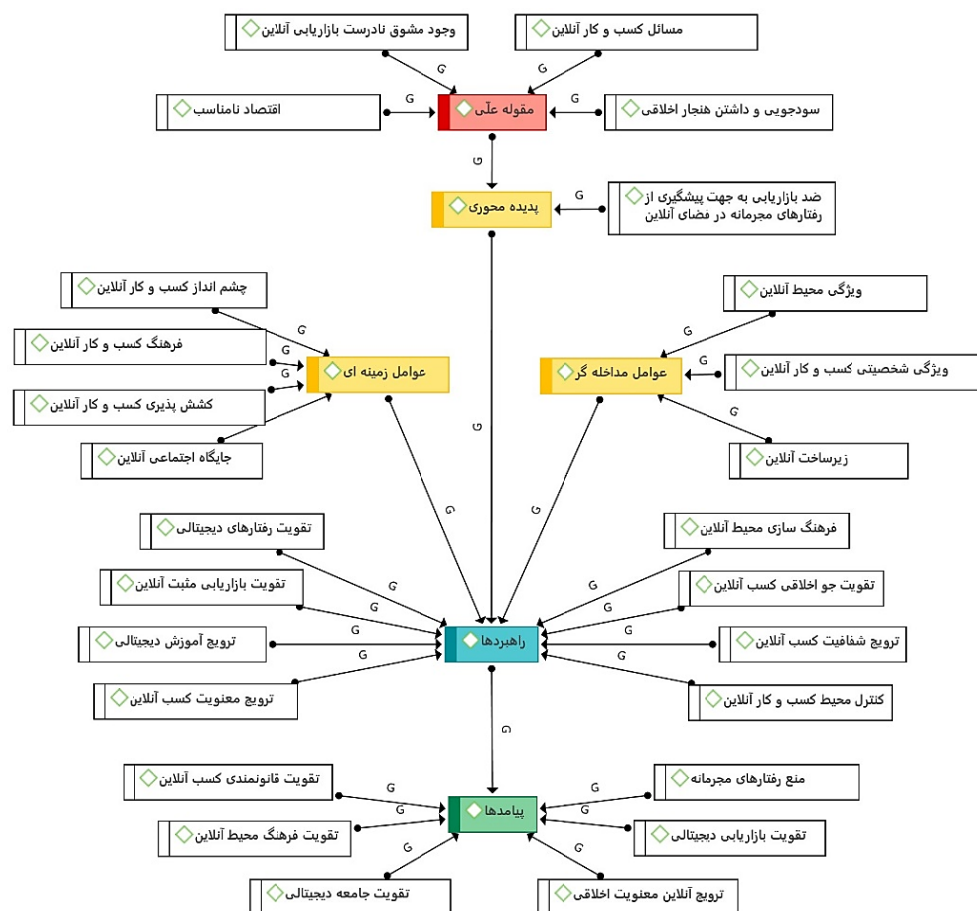 مسائل کسب و کار آنلاین
وجود مشوق نادرست بازاریابی آنلاین
G
G
سودجویی و داشتن هنجار اخلاقی
G
مقوله علّی
G
اقتصاد نامناسب
G
ضد بازاریابی به جهت پیشگیری از
رفتارهای مجرمانه در فضای آنلاین
G
پدیده محوری
ویژگی محیط آنلاین
چشم انداز کسب و کار آنلاین
G
G
فرهنگ کسب و کار آنلاین
G
ویژگی شخصیتی کسب و کار آنلاین
G
عوامل مداخله گر
عوامل زمینه ای
G
کشش پذیری کسب و کار آنلاین
G
G
زیرساخت آنلاین
جایگاه اجتماعی آنلاین
G
G
فرهنگ سازی محیط آنلاین
تقویت رفتارهای دیجیتالی
G
G
تقویت جو اخلاقی کسب آنلاین
تقویت بازاریابی مثبت آنلاین
G
G
ترویج شفافیت کسب آنلاین
G
راهبردها
G
ترویج آموزش دیجیتالی
G
G
کنترل محیط کسب و کار آنلاین
ترویج معنویت کسب آنلاین
G
منع رفتارهای مجرمانه
تقویت قانونمندی کسب آنلاین
G
G
پیامدها
G
G
تقویت بازاریابی دیجیتالی
تقویت فرهنگ محیط آنلاین
G
G
ترویج آنلاین معنویت اخلاقی
تقویت جامعه دیجیتالی